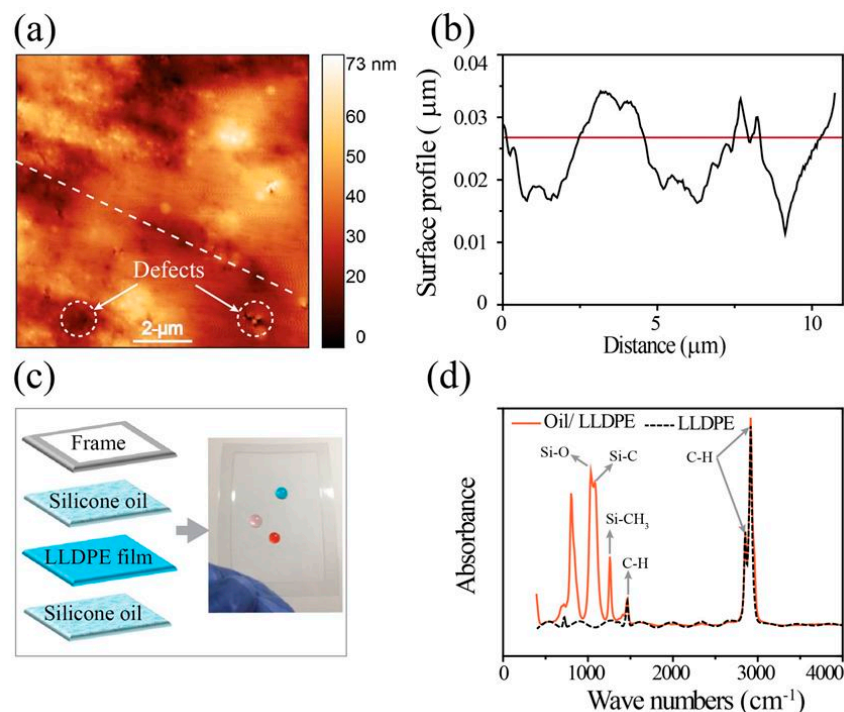 (a)
73 nm
60
50
40
30
20
10
0
Defects
2-µm
(b)
Surface profile ( µm)
0.04
0.03
0.02
0.01
0
0
5
10
Distance (µm)
(c)
Frame
Silicone oil
LLDPE film
Silicone oil
(d)
Absorbance
Oil/ LLDPE
LLDPE
Si-O
Si-C
C-H
Si-CH₃
C-H
0
1000
2000
3000
4000
Wave numbers (cm⁻¹)